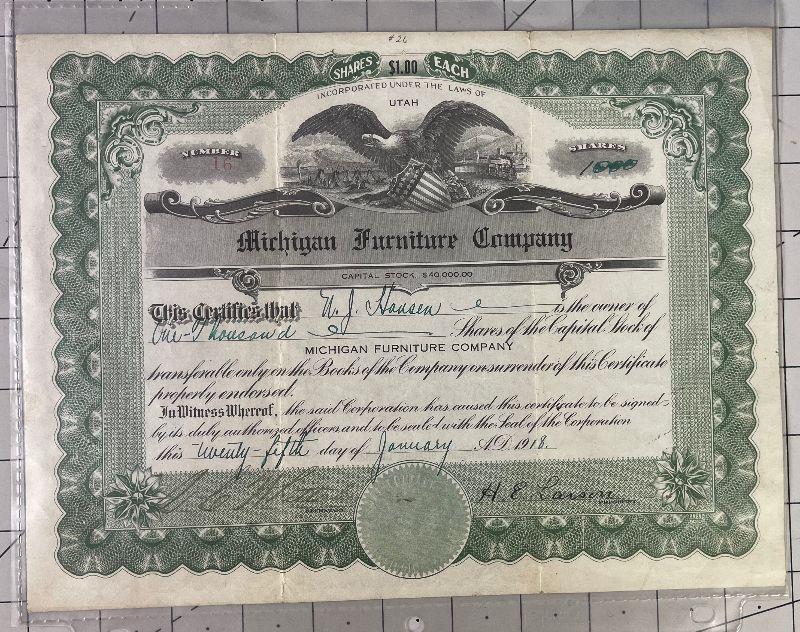 #26
SHARES $1.00 EACH
INCORPORATED UNDER THE LAWS OF
UTAH
NUMBER
16
SHARES
1000
Michigan Furniture Company
CAPITAL STOCK, $40,000.00
This Certifies that N. J. Hansen is the owner of
One-Thousand Shares of the Capital Stock of
MICHIGAN FURNITURE COMPANY
transferable only on the Books of the Company on surrender of this Certificate
properly endorsed.
In Witness Whereof, the said Corporation has caused this certificate to be signed
by its duly authorized officers and to be sealed with the Seal of the Corporation
this twenty-fifth day of January A.D. 1918.
H. E. Larsen